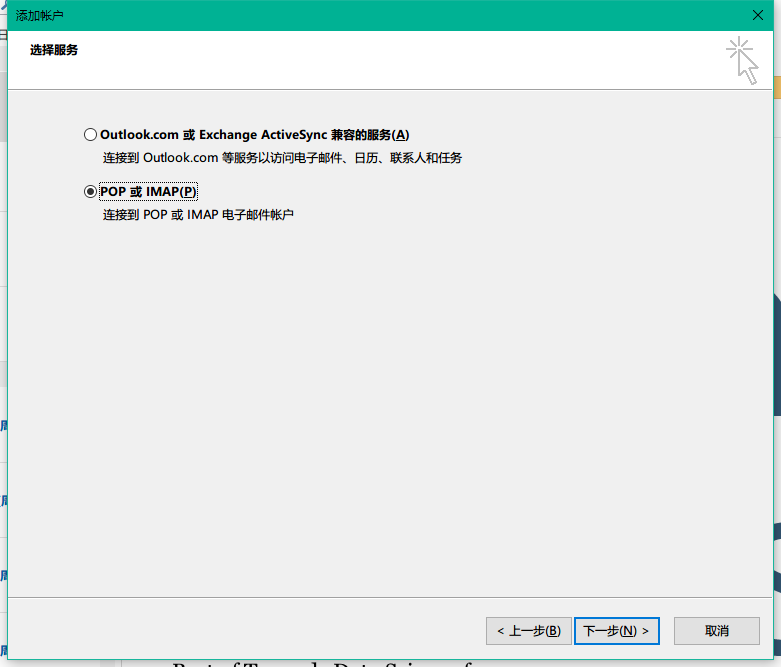 添加帐户
选择服务
Outlook.com 或 Exchange ActiveSync 兼容的服务(A)
连接到 Outlook.com 等服务以访问电子邮件、日历、联系人和任务
POP 或 IMAP(P)
连接到 POP 或 IMAP 电子邮件帐户
< 上一步(B) 下一步(N) > 取消